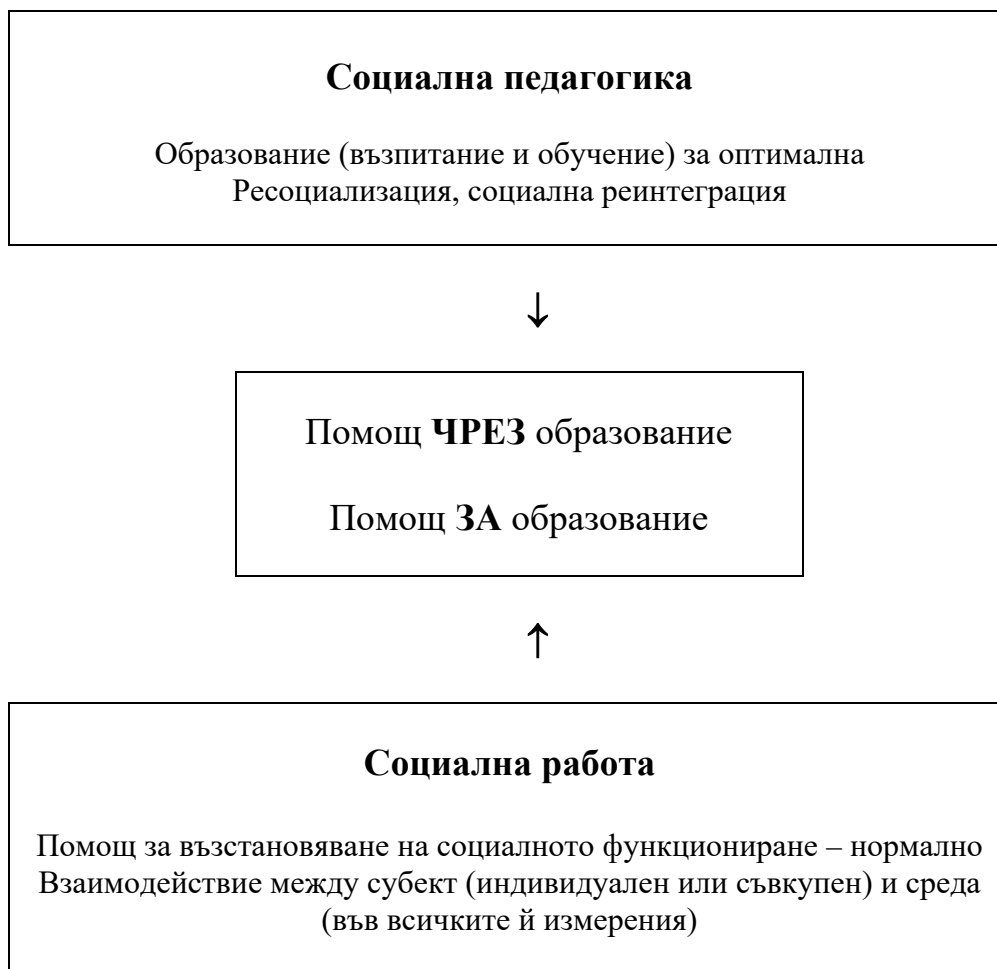 Социална педагогика
Образование (възпитание и обучение) за оптимална
Ресоциализация, социална реинтеграция
↓
Помощ ЧРЕЗ образование
Помощ ЗА образование
↑
Социална работа
Помощ за възстановяване на социалното функциониране – нормално
Взаимодействие между субект (индивидуален или съвкупен) и среда
(във всичките й измерения)